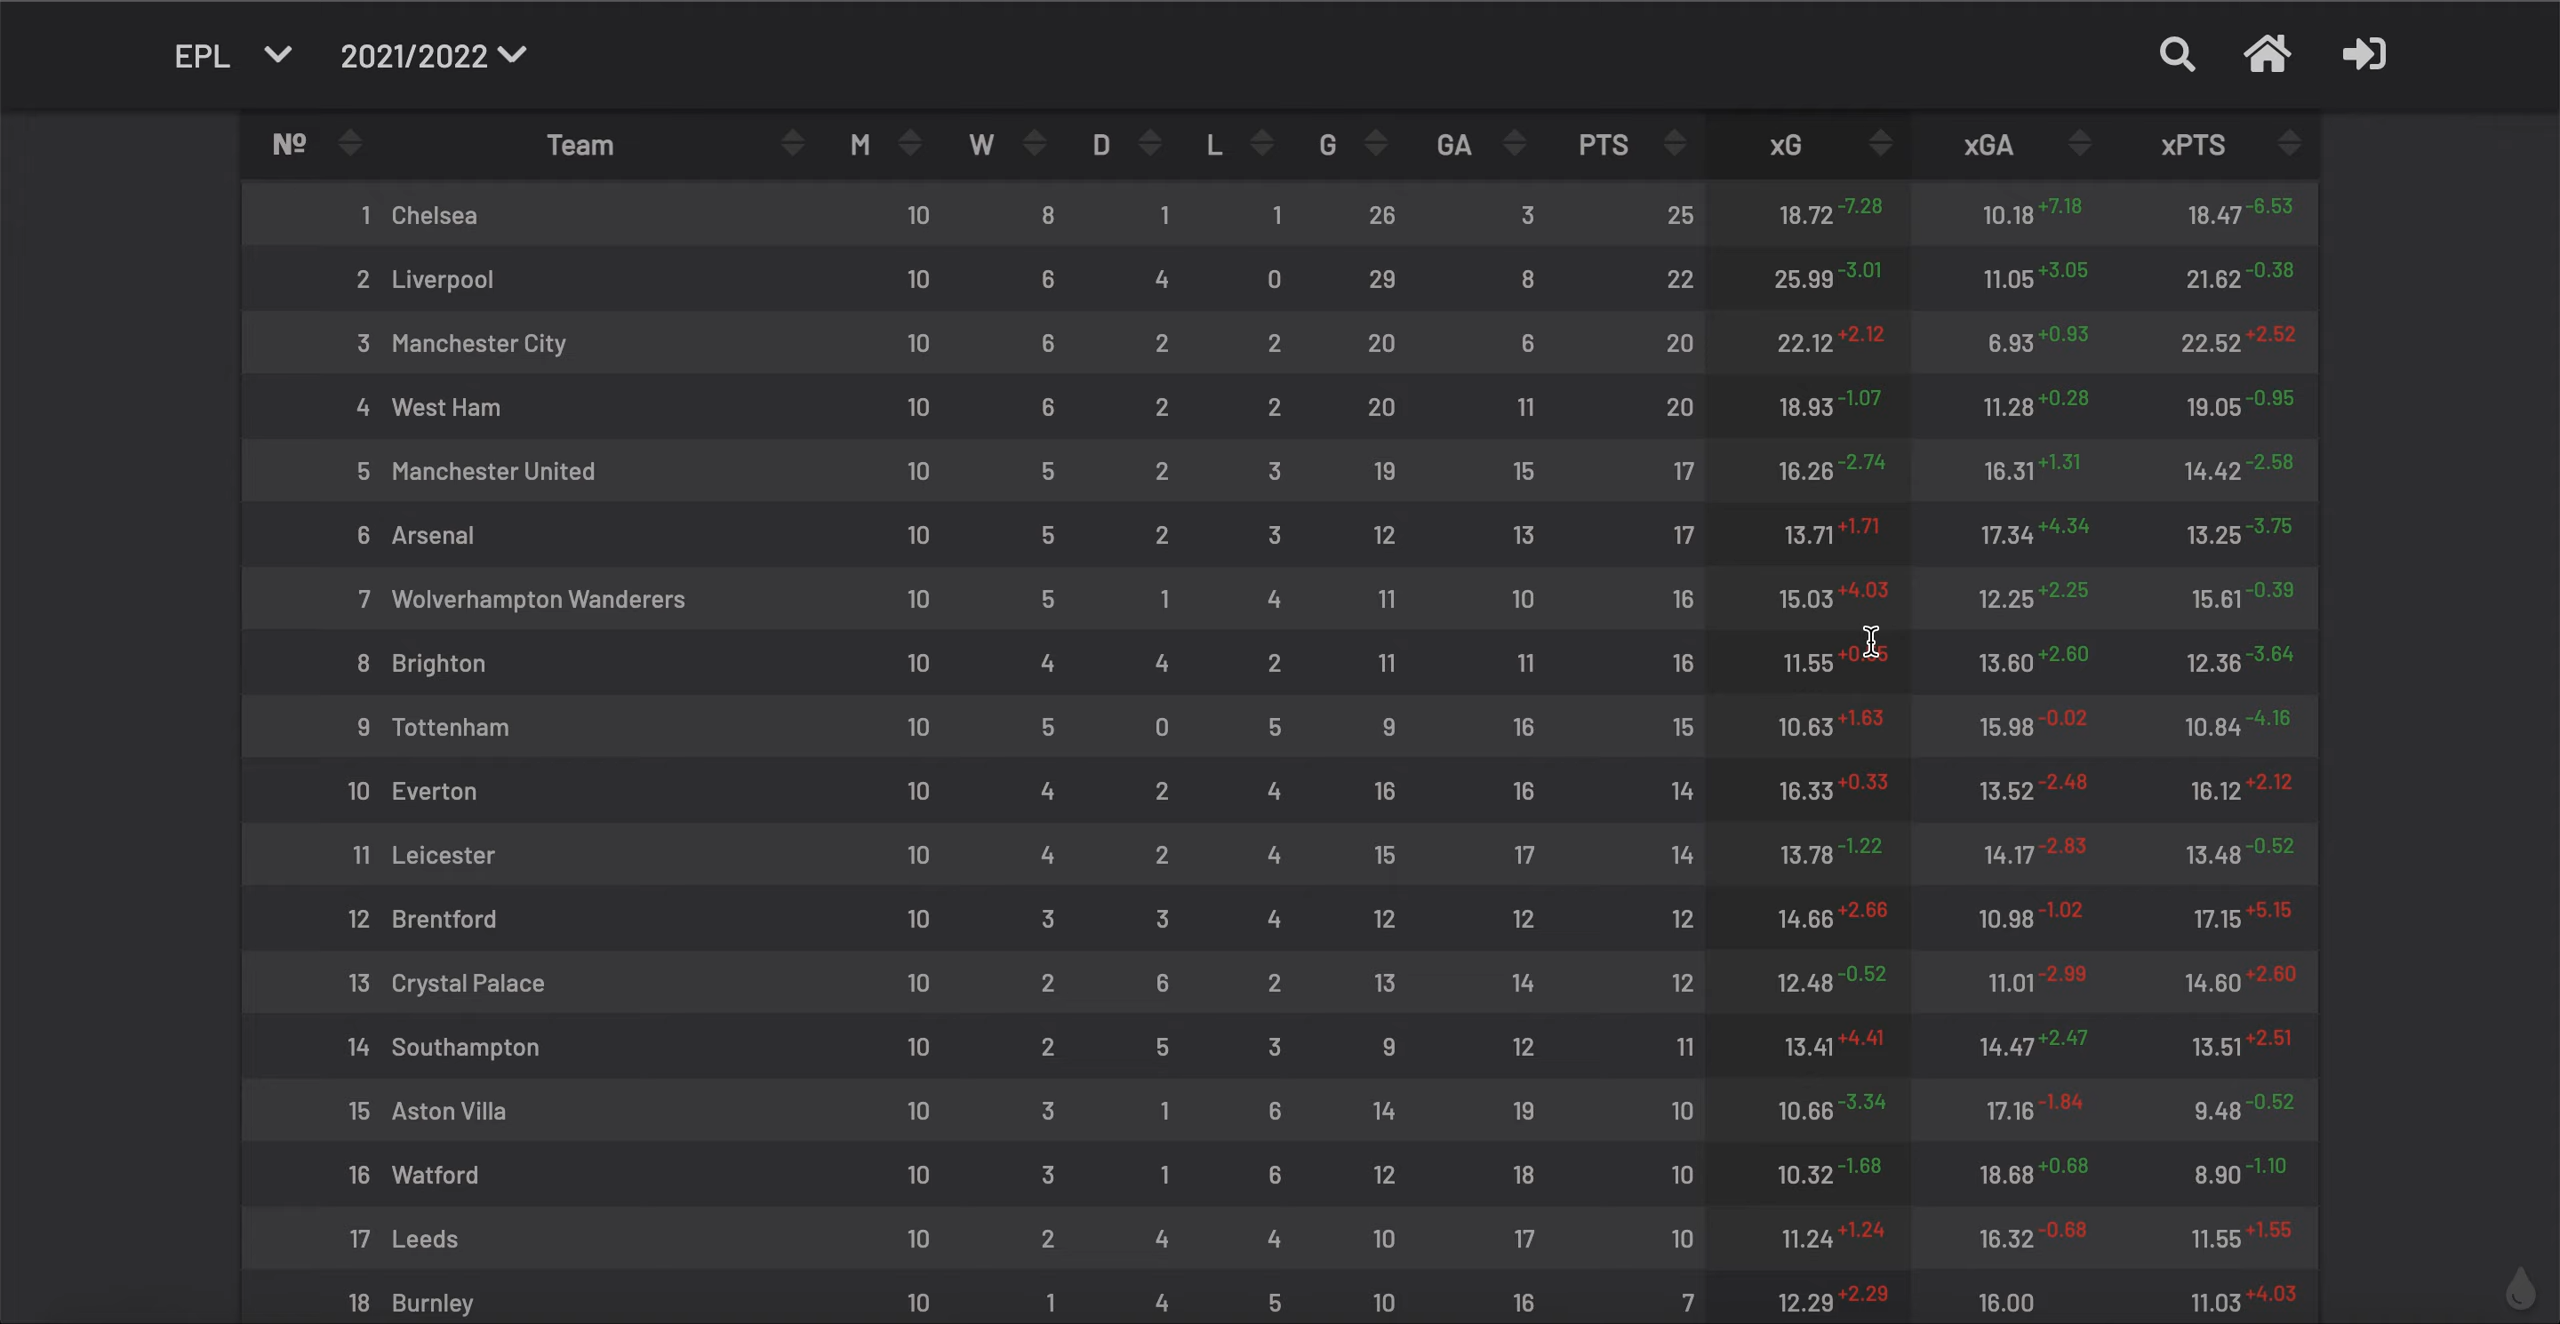 EPL 2021/2022
Nº Team M W D L G GA PTS xG xGA xPTS
1 Chelsea 10 8 1 1 26 3 25 18.72 -7.28 10.18 +7.18 18.47 -6.53
2 Liverpool 10 6 4 0 29 8 22 25.99 -3.01 11.05 +3.05 21.62 -0.38
3 Manchester City 10 6 2 2 20 6 20 22.12 +2.12 6.93 +0.93 22.52 +2.52
4 West Ham 10 6 2 2 20 11 20 18.93 -1.07 11.28 +0.28 19.05 -0.95
5 Manchester United 10 5 2 3 19 15 17 16.26 -2.74 16.31 +1.31 14.42 -2.58
6 Arsenal 10 5 2 3 12 13 17 13.71 +1.71 17.34 +4.34 13.25 -3.75
7 Wolverhampton Wanderers 10 5 1 4 11 10 16 15.03 +4.03 12.25 +2.25 15.61 -0.39
8 Brighton 10 4 4 2 11 11 16 11.55 13.60 +2.60 12.36 -3.64
9 Tottenham 10 5 0 5 9 16 15 10.63 +1.63 15.98 -0.02 10.84 -4.16
10 Everton 10 4 2 4 16 16 14 16.33 +0.33 13.52 -2.48 16.12 +2.12
11 Leicester 10 4 2 4 15 17 14 13.78 -1.22 14.17 -2.83 13.48 -0.52
12 Brentford 10 3 3 4 12 12 12 14.66 +2.66 10.98 -1.02 17.15 +5.15
13 Crystal Palace 10 2 6 2 13 14 12 12.48 -0.52 11.01 -2.99 14.60 +2.60
14 Southampton 10 2 5 3 9 12 11 13.41 +4.41 14.47 +2.47 13.51 +2.51
15 Aston Villa 10 3 1 6 14 19 10 10.66 -3.34 17.16 -1.84 9.48 -0.52
16 Watford 10 3 1 6 12 18 10 10.32 -1.68 18.68 +0.68 8.90 -1.10
17 Leeds 10 2 4 4 10 17 10 11.24 +1.24 16.32 -0.68 11.55 +1.55
18 Burnley 10 1 4 5 10 16 7 12.29 +2.29 16.00 11.03 +4.03